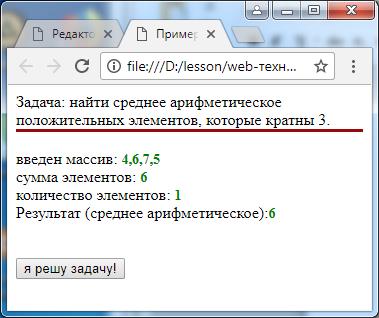 Редакто
Пример
file:///D:/lesson/web-техн...
Задача: найти среднее арифметическое
положительных элементов, которые кратны 3.
введен массив: 4,6,7,5
сумма элементов: 6
количество элементов: 1
Результат (среднее арифметическое):6
я решу задачу!